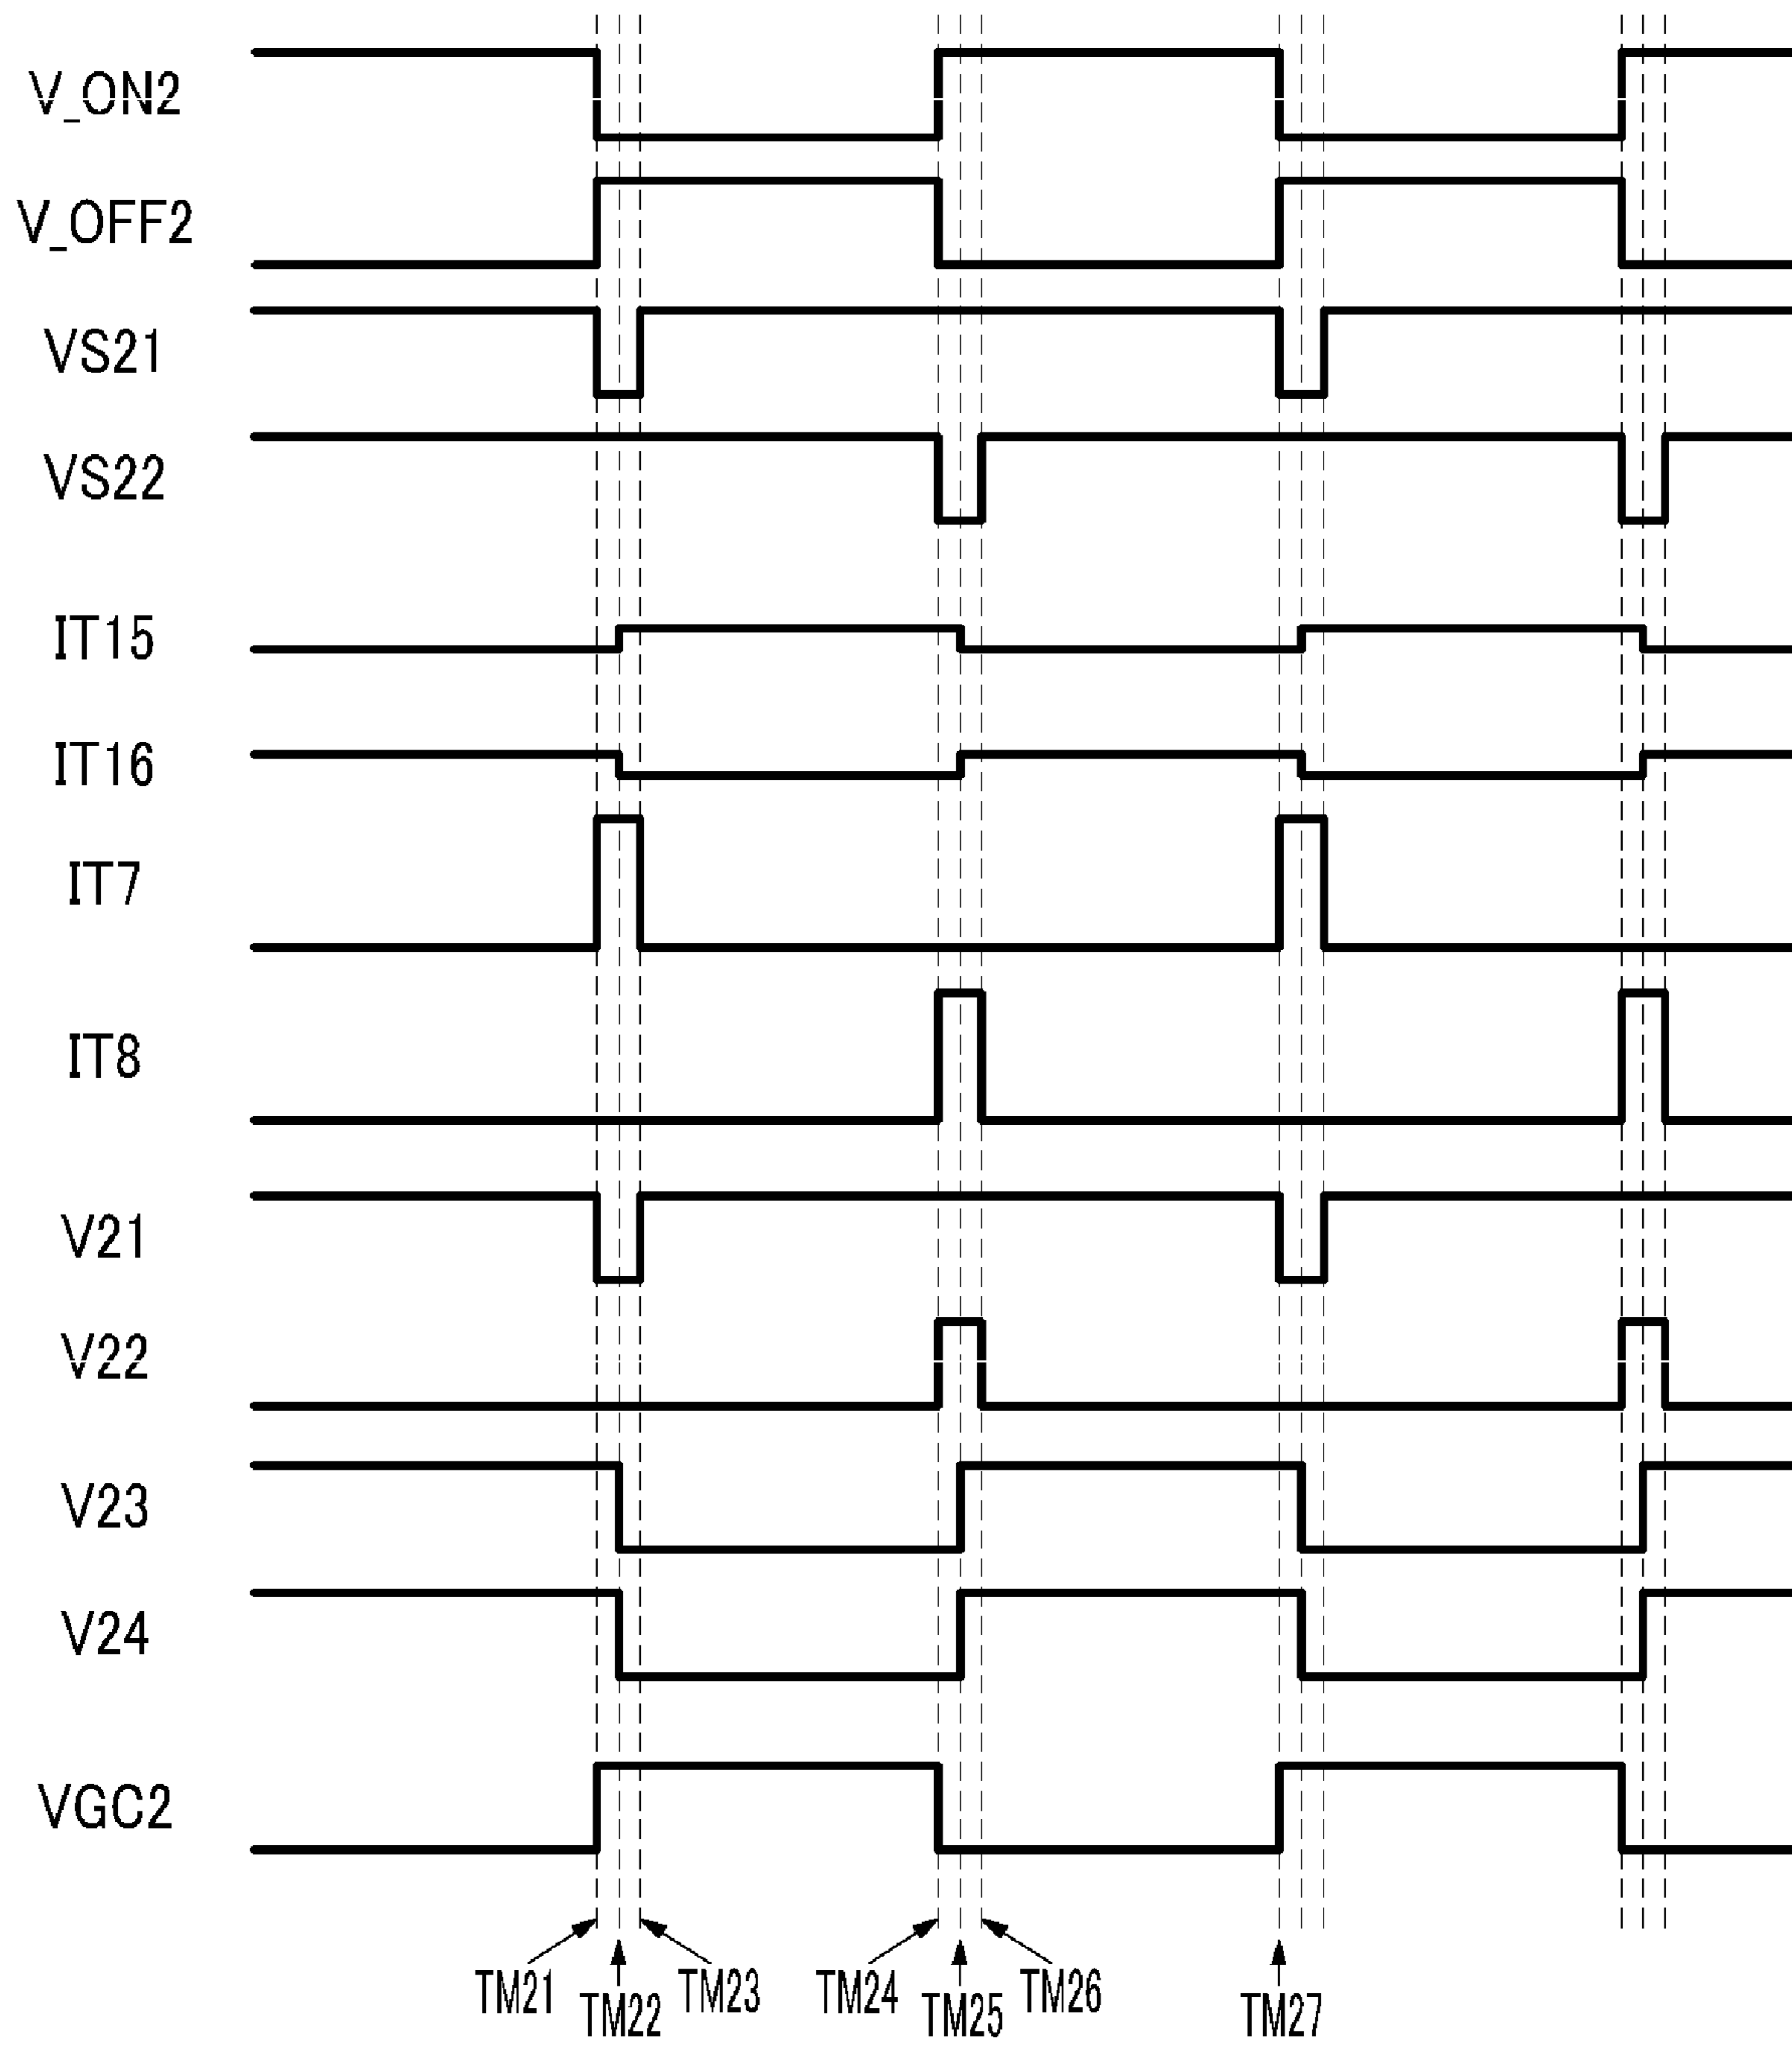 V_ON2
V_OFF2
VS21
VS22
IT15
IT16
IT7
IT8
V21
V22
V23
V24
VGC2
TM21
TM22
TM23
TM24
TM25
TM26
TM27